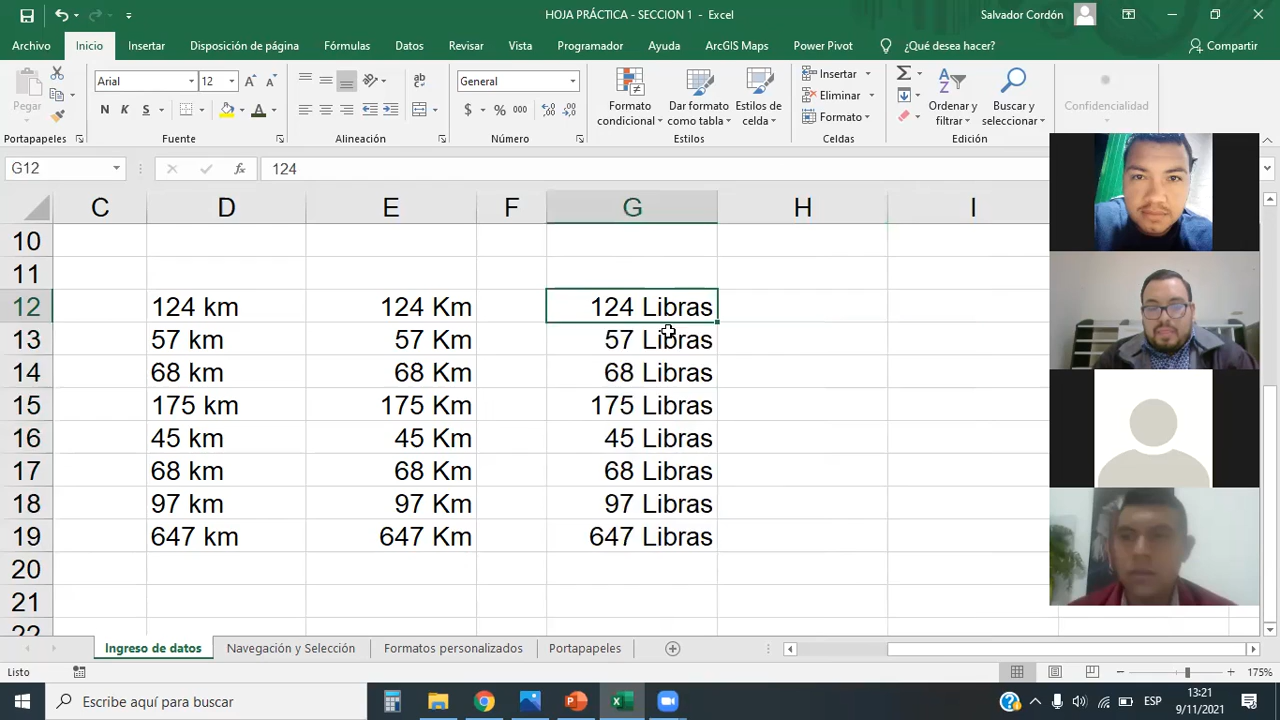 HOJA PRÁCTICA - SECCION 1 - Excel
Salvador Cordón
Archivo Inicio Insertar Disposición de página Fórmulas Datos Revisar Vista Programador Ayuda ArcGIS Maps Power Pivot ¿Qué desea hacer? Compartir
Pegar
Arial 12
N K S
General
$ % 000
Formato condicional
Dar formato como tabla
Estilos de celda
Insertar
Eliminar
Formato
Ordenar y filtrar
Buscar y seleccionar
Confidencialidad
Portapapeles Fuente Alineación Número Estilos Celdas Edición
G12 fx 124
C D E F G H I
10
11
12 124 km 124 Km 124 Libras
13 57 km 57 Km 57 Libras
14 68 km 68 Km 68 Libras
15 175 km 175 Km 175 Libras
16 45 km 45 Km 45 Libras
17 68 km 68 Km 68 Libras
18 97 km 97 Km 97 Libras
19 647 km 647 Km 647 Libras
20
21
22
Ingreso de datos Navegación y Selección Formatos personalizados Portapapeles
Listo 175%
Escribe aquí para buscar
ESP
13:21
9/11/2021